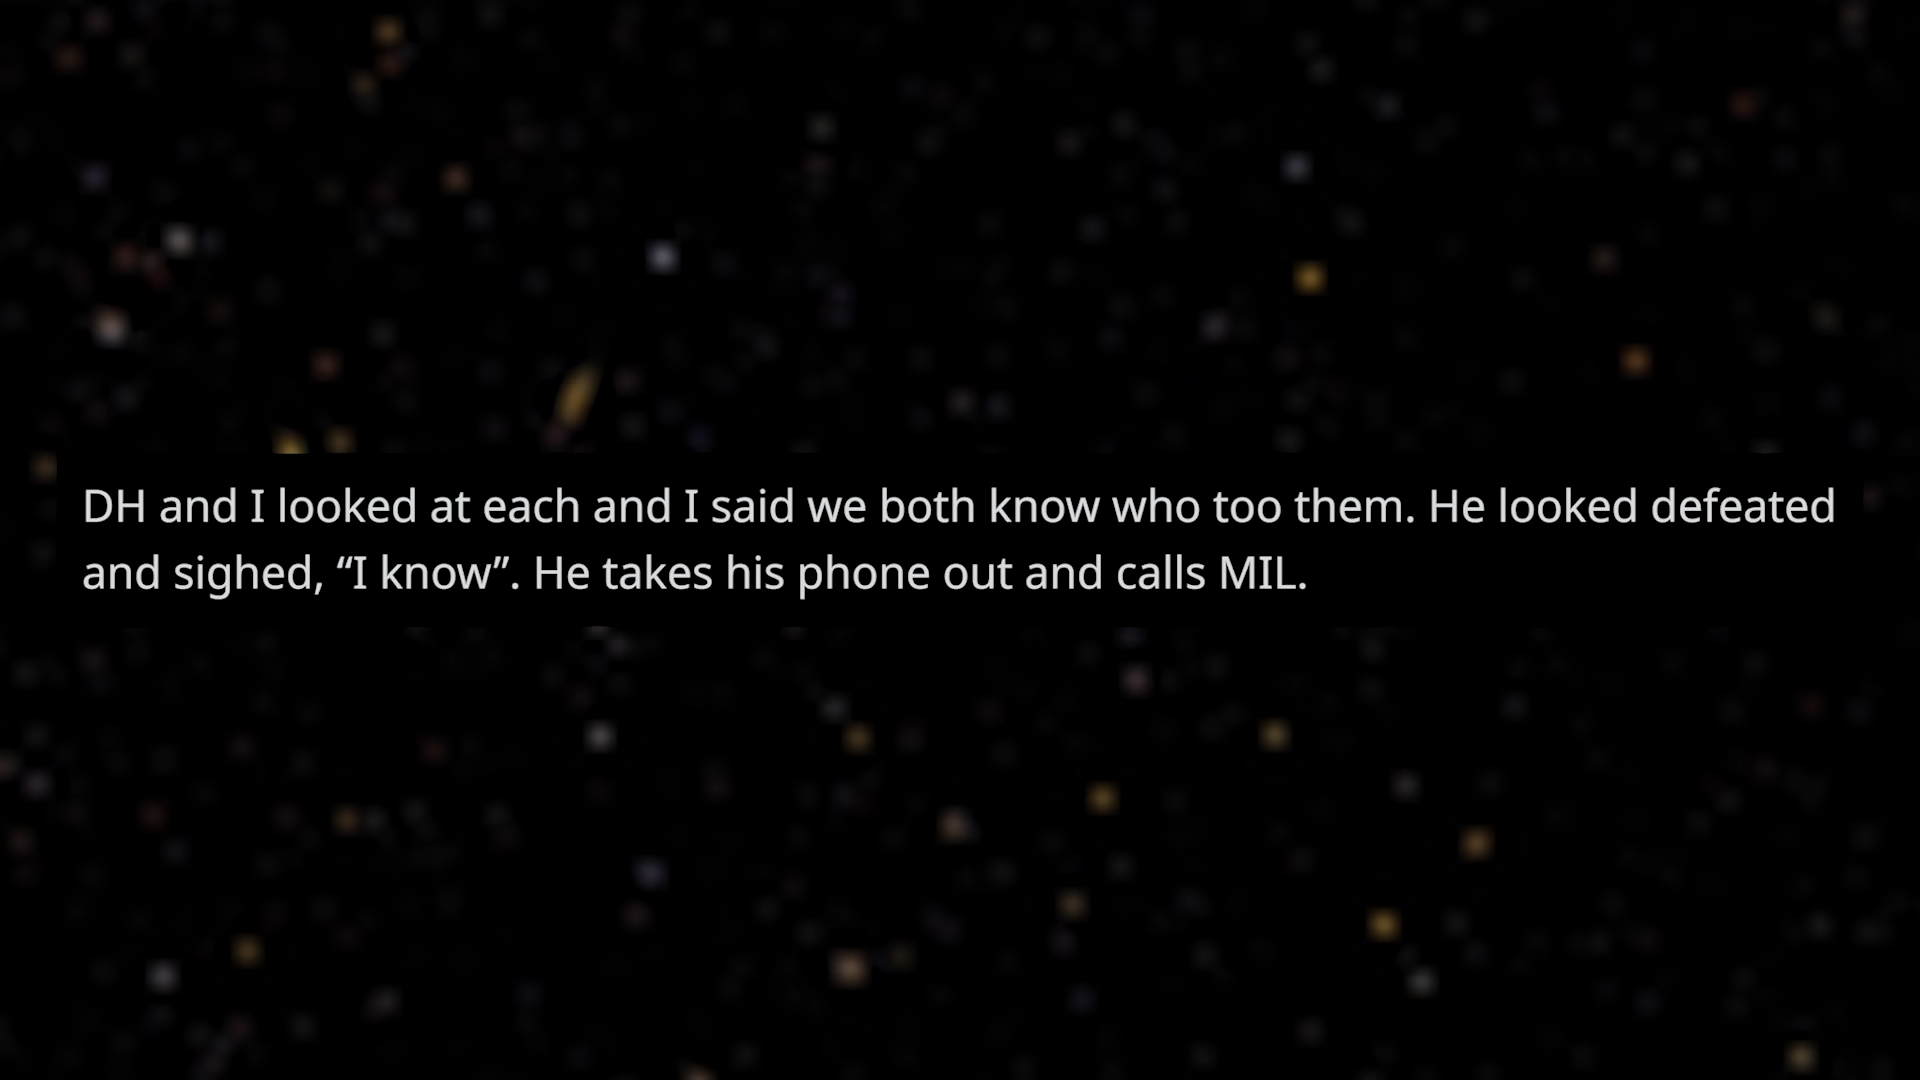 DH and I looked at each and I said we both know who too them. He looked defeated
and sighed, “I know”. He takes his phone out and calls MIL.